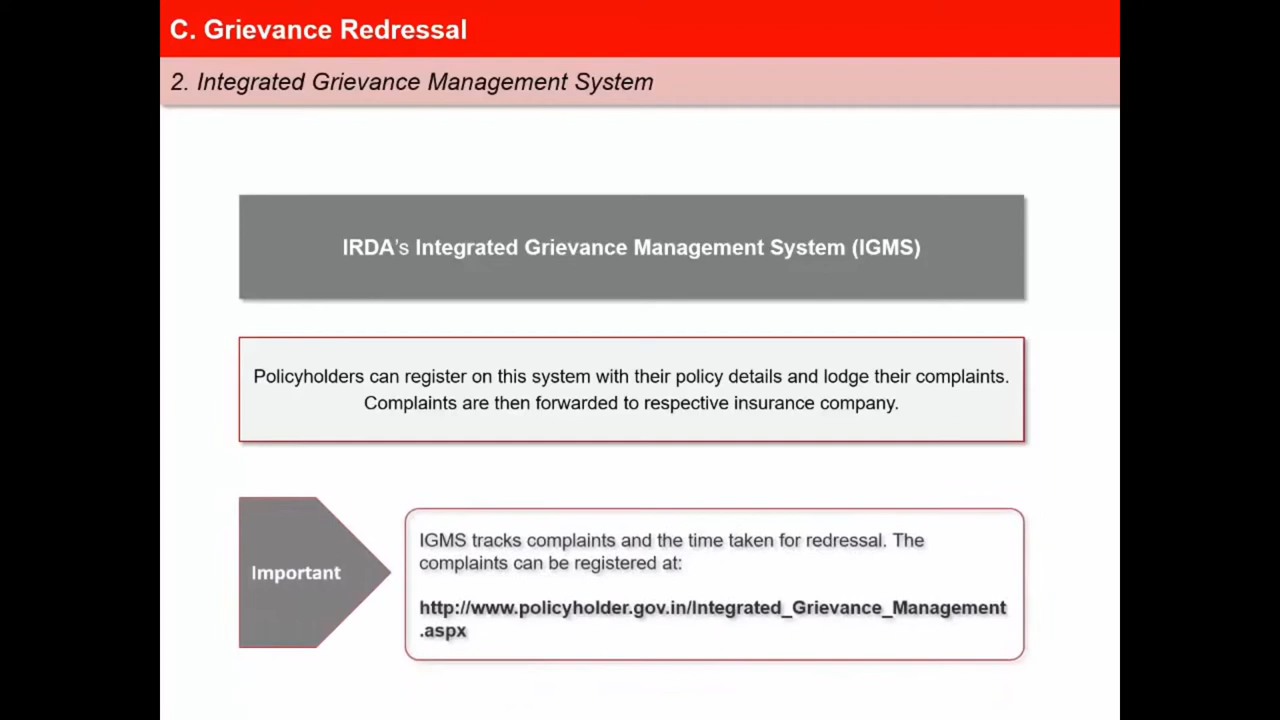 C. Grievance Redressal
2. Integrated Grievance Management System
IRDA's Integrated Grievance Management System (IGMS)
Policyholders can register on this system with their policy details and lodge their complaints.
Complaints are then forwarded to respective insurance company.
Important
IGMS tracks complaints and the time taken for redressal. The
complaints can be registered at:
http://www.policyholder.gov.in/Integrated_Grievance_Management
.aspx